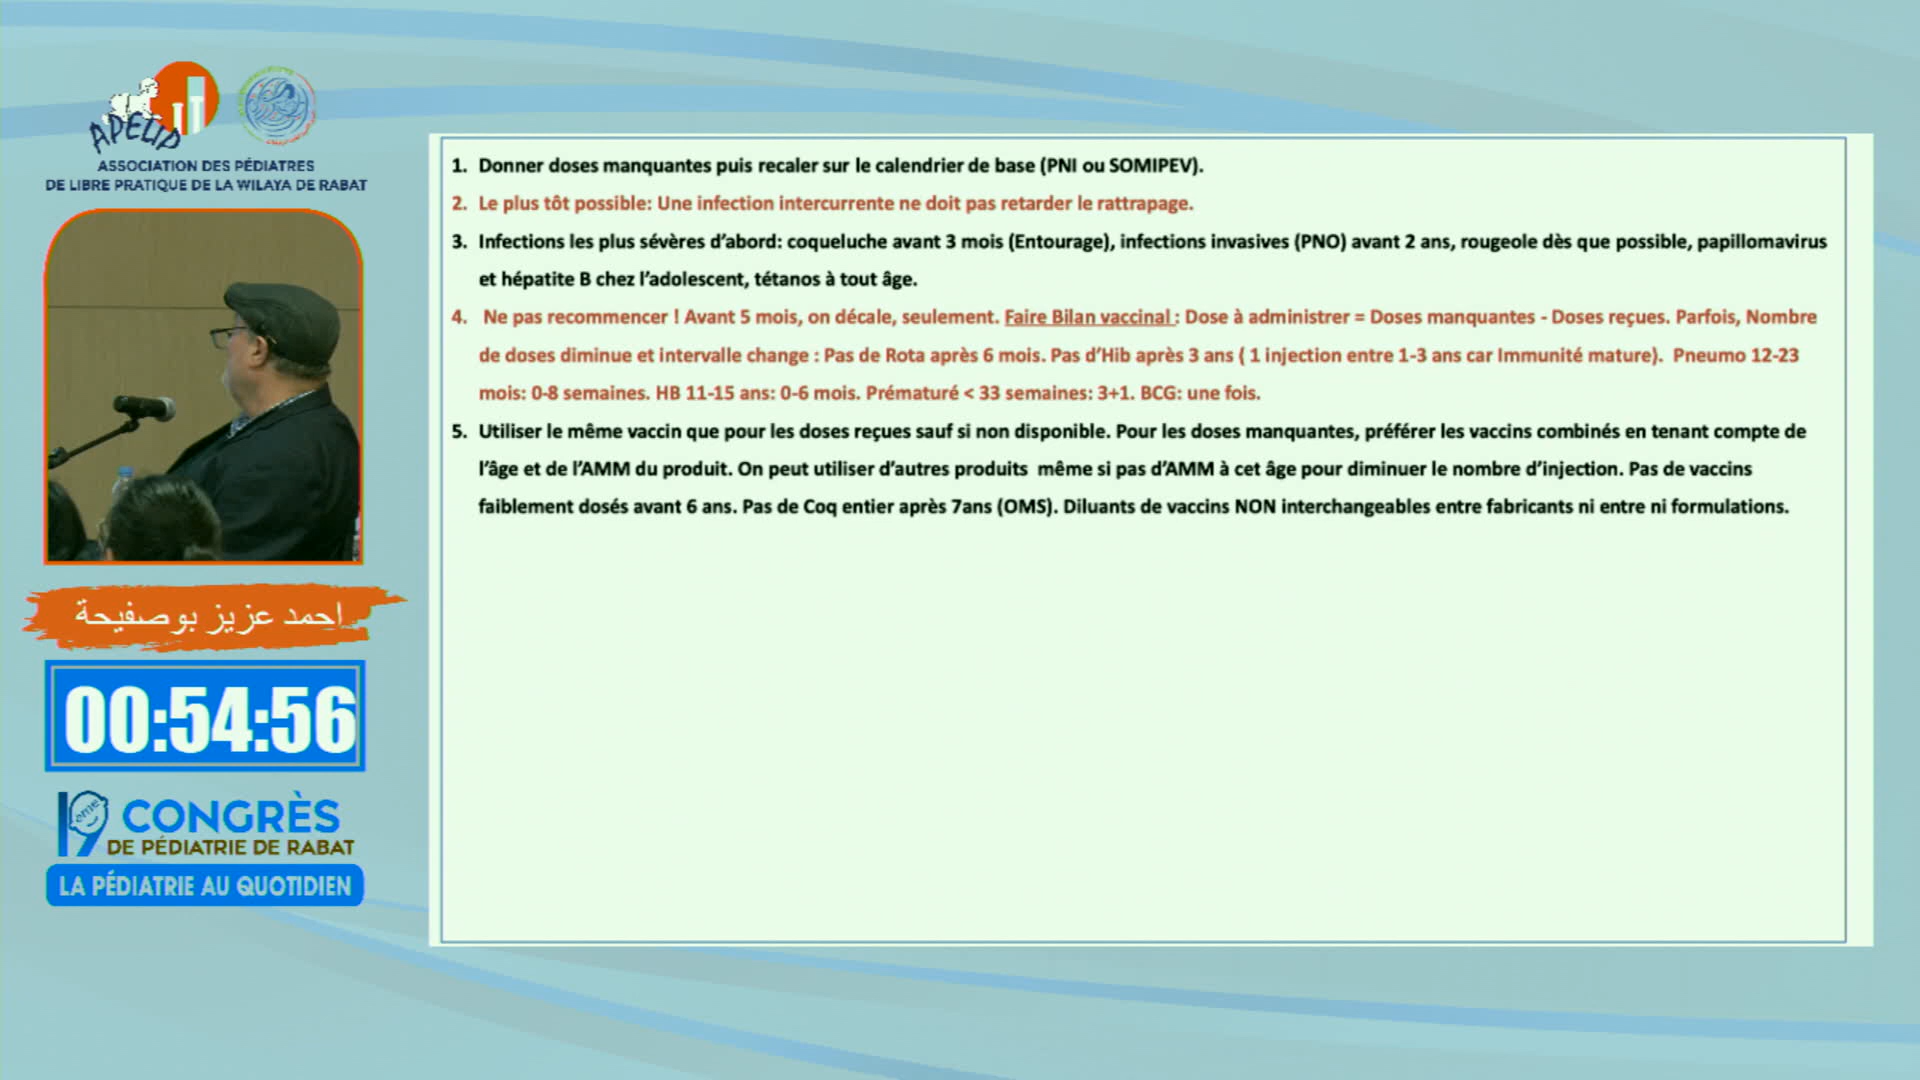 APELIP
ASSOCIATION DES PÉDIATRES
DE LIBRE PRATIQUE DE LA WILAYA DE RABAT
احمد عزيز بوصفيحة
00:54:56
19ème CONGRÈS
DE PÉDIATRIE DE RABAT
LA PÉDIATRIE AU QUOTIDIEN
1. Donner doses manquantes puis recaler sur le calendrier de base (PNI ou SOMIPEV).
2. Le plus tôt possible: Une infection intercurrente ne doit pas retarder le rattrapage.
3. Infections les plus sévères d’abord: coqueluche avant 3 mois (Entourage), infections invasives (PNO) avant 2 ans, rougeole dès que possible, papillomavirus
et hépatite B chez l’adolescent, tétanos à tout âge.
4. Ne pas recommencer ! Avant 5 mois, on décale, seulement. Faire Bilan vaccinal : Dose à administrer = Doses manquantes - Doses reçues. Parfois, Nombre
de doses diminue et intervalle change : Pas de Rota après 6 mois. Pas d’Hib après 3 ans ( 1 injection entre 1-3 ans car Immunité mature). Pneumo 12-23
mois: 0-8 semaines. HB 11-15 ans: 0-6 mois. Prématuré < 33 semaines: 3+1. BCG: une fois.
5. Utiliser le même vaccin que pour les doses reçues sauf si non disponible. Pour les doses manquantes, préférer les vaccins combinés en tenant compte de
l’âge et de l’AMM du produit. On peut utiliser d’autres produits même si pas d’AMM à cet âge pour diminuer le nombre d’injection. Pas de vaccins
faiblement dosés avant 6 ans. Pas de Coq entier après 7ans (OMS). Diluants de vaccins NON interchangeables entre fabricants ni entre ni formulations.